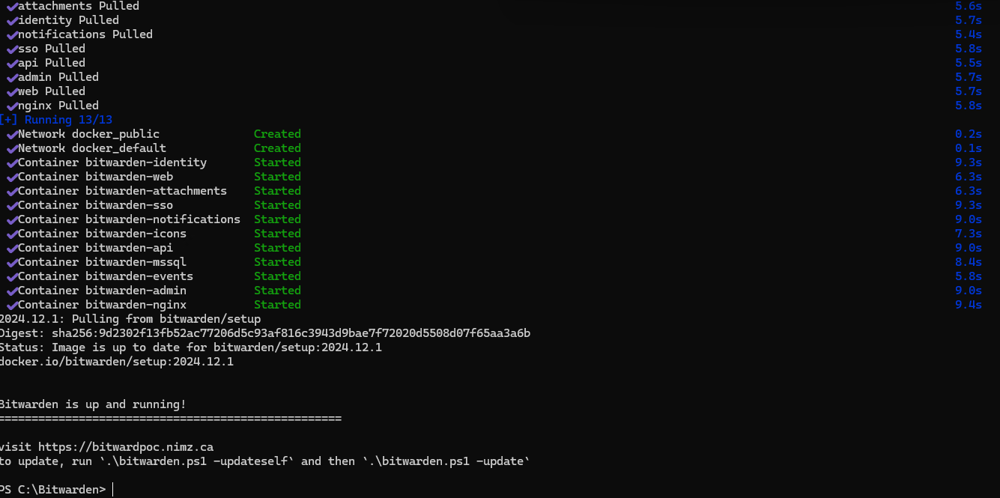 attachments Pulled 5.6s
identity Pulled 5.7s
notifications Pulled 5.4s
sso Pulled 5.8s
api Pulled 5.5s
admin Pulled 5.7s
web Pulled 5.7s
nginx Pulled 5.8s
[+] Running 13/13
Network docker_public Created 0.2s
Network docker_default Created 0.1s
Container bitwarden-identity Started 9.3s
Container bitwarden-web Started 6.3s
Container bitwarden-attachments Started 6.3s
Container bitwarden-sso Started 9.3s
Container bitwarden-notifications Started 9.0s
Container bitwarden-icons Started 7.3s
Container bitwarden-api Started 9.0s
Container bitwarden-mssql Started 8.4s
Container bitwarden-events Started 5.8s
Container bitwarden-admin Started 9.0s
Container bitwarden-nginx Started 9.4s
2024.12.1: Pulling from bitwarden/setup
Digest: sha256:9d2302f13fb52ac77206d5c93af816c3943d9bae7f72020d5508d07f65aa3a6b
Status: Image is up to date for bitwarden/setup:2024.12.1
docker.io/bitwarden/setup:2024.12.1
Bitwarden is up and running!
===================================================
visit https://bitwardpoc.nimz.ca
to update, run `.\bitwarden.ps1 -updateself` and then `.\bitwarden.ps1 -update`
PS C:\Bitwarden>